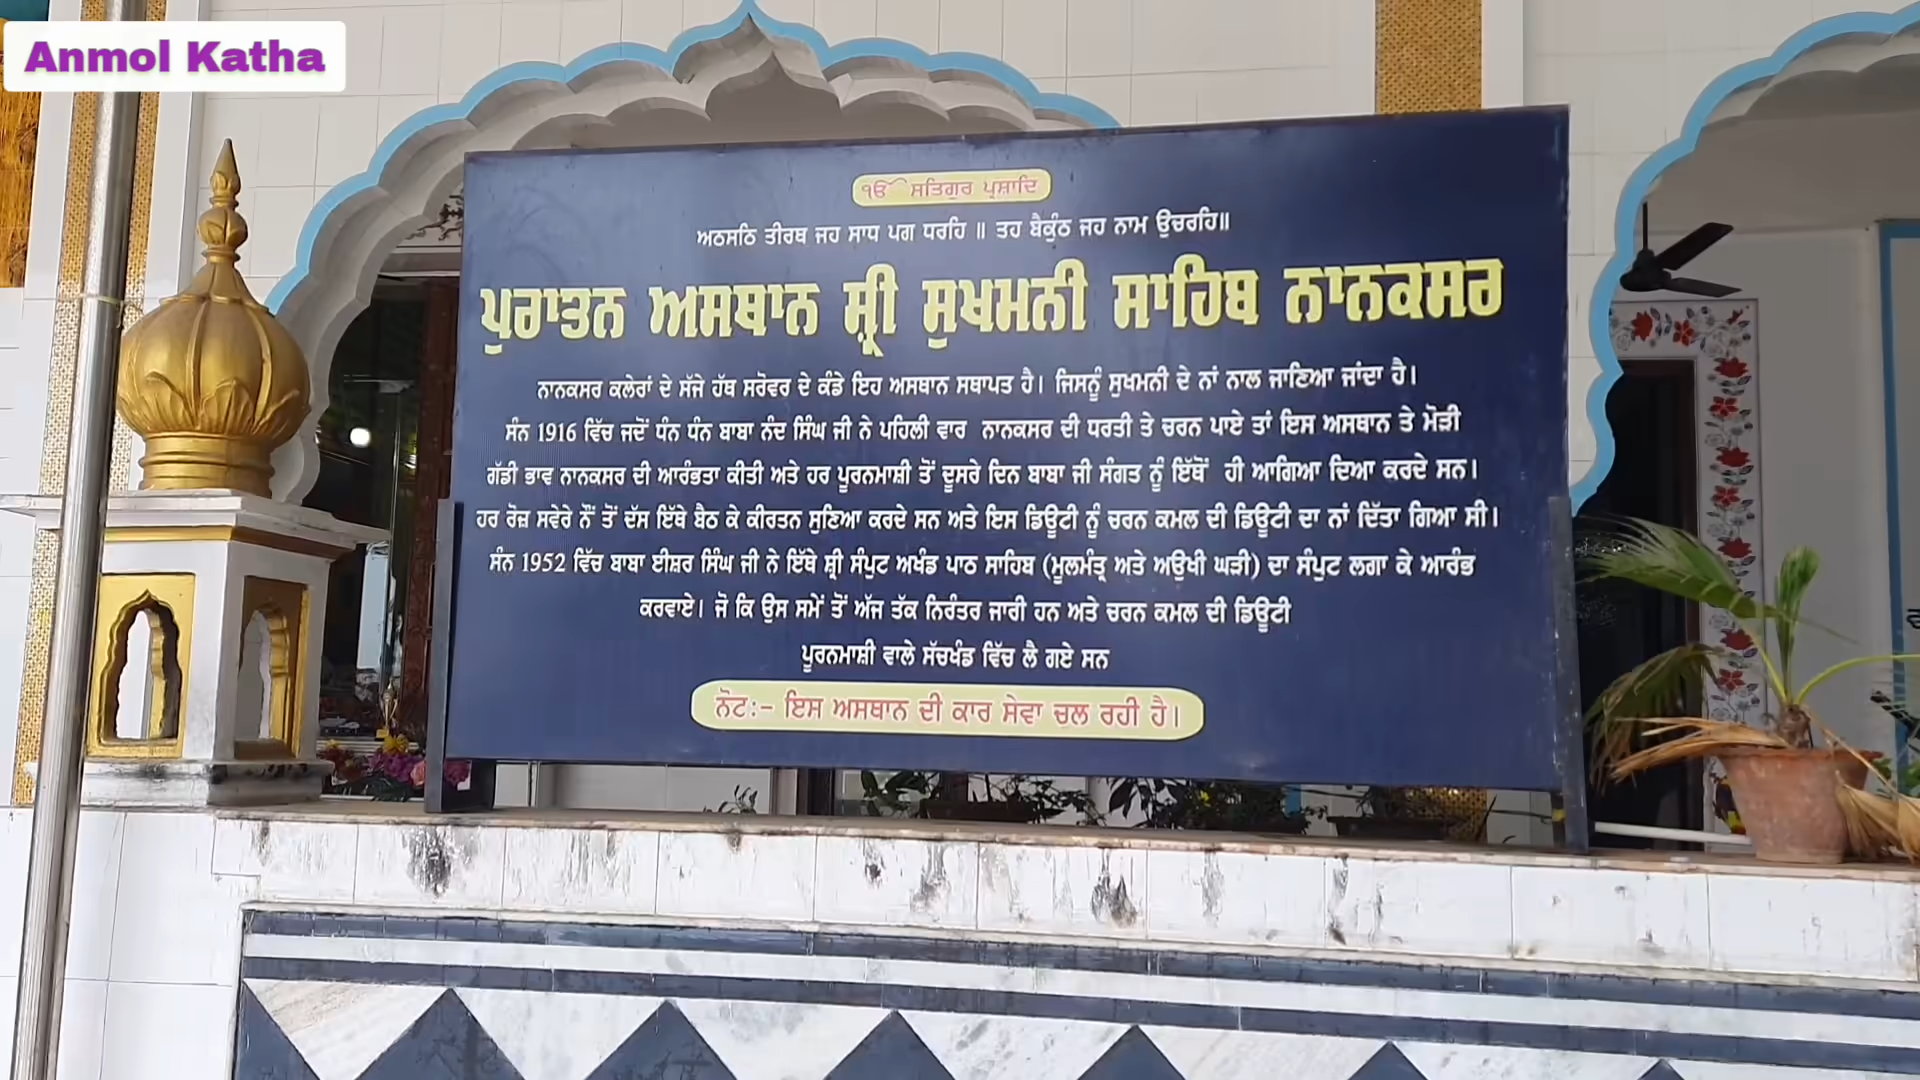 Anmol Katha
ੴ ਸਤਿਗੁਰ ਪ੍ਰਸ਼ਾਦਿ
ਅਠਸਠਿ ਤੀਰਥ ਜਹ ਸਾਧ ਪਗ ਧਰਹਿ ॥ ਤਹ ਬੈਕੁੰਠ ਜਹ ਨਾਮ ਉਚਰਹਿ॥
ਪੁਰਾਤਨ ਅਸਥਾਨ ਸ਼੍ਰੀ ਸੁਖਮਨੀ ਸਾਹਿਬ ਨਾਨਕਸਰ
ਨਾਨਕਸਰ ਕਲੇਰਾਂ ਦੇ ਸੱਜੇ ਹੱਥ ਸਰੋਵਰ ਦੇ ਕੰਡੇ ਇਹ ਅਸਥਾਨ ਸਥਾਪਤ ਹੈ। ਜਿਸਨੂੰ ਸੁਖਮਨੀ ਦੇ ਨਾਂ ਨਾਲ ਜਾਣਿਆ ਜਾਂਦਾ ਹੈ।
ਸੰਨ 1916 ਵਿੱਚ ਜਦੋਂ ਧੰਨ ਧੰਨ ਬਾਬਾ ਨੰਦ ਸਿੰਘ ਜੀ ਨੇ ਪਹਿਲੀ ਵਾਰ ਨਾਨਕਸਰ ਦੀ ਧਰਤੀ ਤੇ ਚਰਨ ਪਾਏ ਤਾਂ ਇਸ ਅਸਥਾਨ ਤੇ ਮੋੜੀ
ਗੱਡੀ ਭਾਵ ਨਾਨਕਸਰ ਦੀ ਆਰੰਭਤਾ ਕੀਤੀ ਅਤੇ ਹਰ ਪੂਰਨਮਾਸ਼ੀ ਤੋਂ ਦੂਸਰੇ ਦਿਨ ਬਾਬਾ ਜੀ ਸੰਗਤ ਨੂੰ ਇੱਥੋਂ ਹੀ ਆਗਿਆ ਦਿਆ ਕਰਦੇ ਸਨ।
ਹਰ ਰੋਜ਼ ਸਵੇਰੇ ਨੌਂ ਤੋਂ ਦੱਸ ਇੱਥੇ ਬੈਠ ਕੇ ਕੀਰਤਨ ਸੁਣਿਆ ਕਰਦੇ ਸਨ ਅਤੇ ਇਸ ਡਿਊਟੀ ਨੂੰ ਚਰਨ ਕਮਲ ਦੀ ਡਿਊਟੀ ਦਾ ਨਾਂ ਦਿੱਤਾ ਗਿਆ ਸੀ।
ਸੰਨ 1952 ਵਿੱਚ ਬਾਬਾ ਈਸ਼ਰ ਸਿੰਘ ਜੀ ਨੇ ਇੱਥੇ ਸ਼੍ਰੀ ਸੰਪੁਟ ਅਖੰਡ ਪਾਠ ਸਾਹਿਬ (ਮੂਲਮੰਤ੍ਰ ਅਤੇ ਅਉਖੀ ਘੜੀ) ਦਾ ਸੰਪੁਟ ਲਗਾ ਕੇ ਆਰੰਭ
ਕਰਵਾਏ। ਜੋ ਕਿ ਉਸ ਸਮੇਂ ਤੋਂ ਅੱਜ ਤੱਕ ਨਿਰੰਤਰ ਜਾਰੀ ਹਨ ਅਤੇ ਚਰਨ ਕਮਲ ਦੀ ਡਿਊਟੀ
ਪੂਰਨਮਾਸ਼ੀ ਵਾਲੇ ਸੱਚਖੰਡ ਵਿੱਚ ਲੈ ਗਏ ਸਨ
ਨੋਟ:- ਇਸ ਅਸਥਾਨ ਦੀ ਕਾਰ ਸੇਵਾ ਚਲ ਰਹੀ ਹੈ।